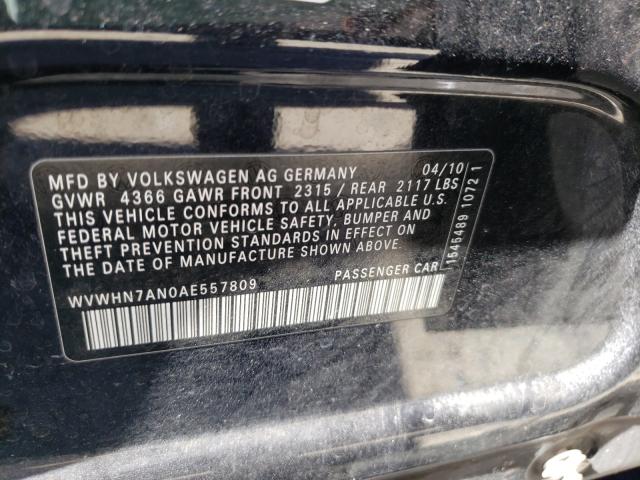 MFD BY VOLKSWAGEN AG GERMANY 04/10
GVWR 4366 GAWR FRONT 2315 / REAR 2117 LBS
THIS VEHICLE CONFORMS TO ALL APPLICABLE U.S.
FEDERAL MOTOR VEHICLE SAFETY, BUMPER AND
THEFT PREVENTION STANDARDS IN EFFECT ON
THE DATE OF MANUFACTURE SHOWN ABOVE.
WVWHN7AN0AE557809 PASSENGER CAR
1545489 1072 1